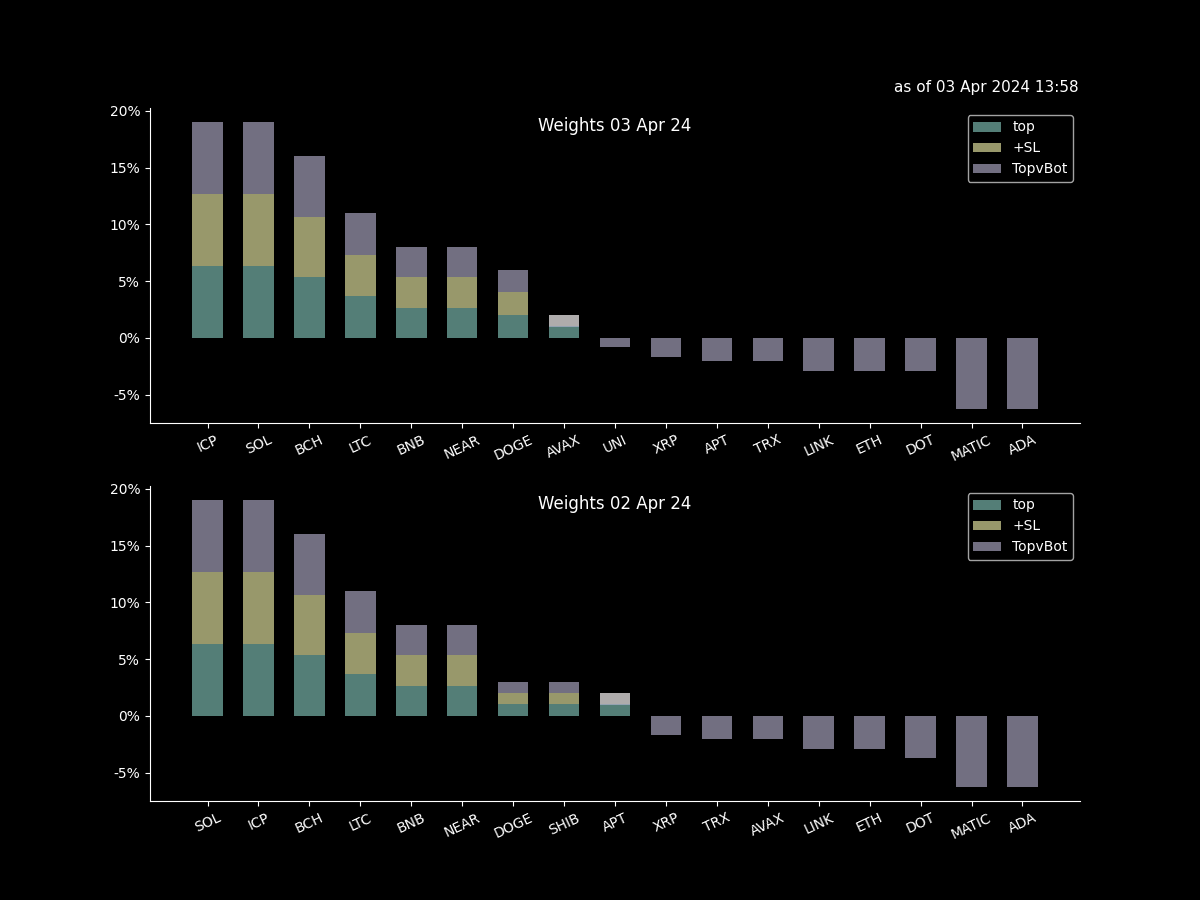 as of 03 Apr 2024 13:58
Weights 03 Apr 24
top
+SL
TopvBot
20%
15%
10%
5%
0%
-5%
ICP SOL BCH LTC BNB NEAR DOGE AVAX UNI XRP APT TRX LINK ETH DOT MATIC ADA
Weights 02 Apr 24
top
+SL
TopvBot
20%
15%
10%
5%
0%
-5%
SOL ICP BCH LTC BNB NEAR DOGE SHIB APT XRP TRX AVAX LINK ETH DOT MATIC ADA